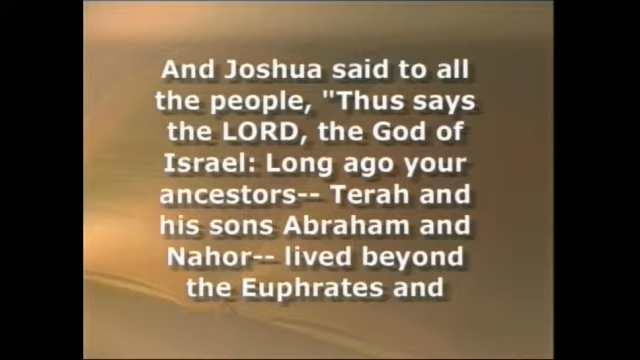 And Joshua said to all
the people, "Thus says
the LORD, the God of
Israel: Long ago your
ancestors-- Terah and
his sons Abraham and
Nahor-- lived beyond
the Euphrates and